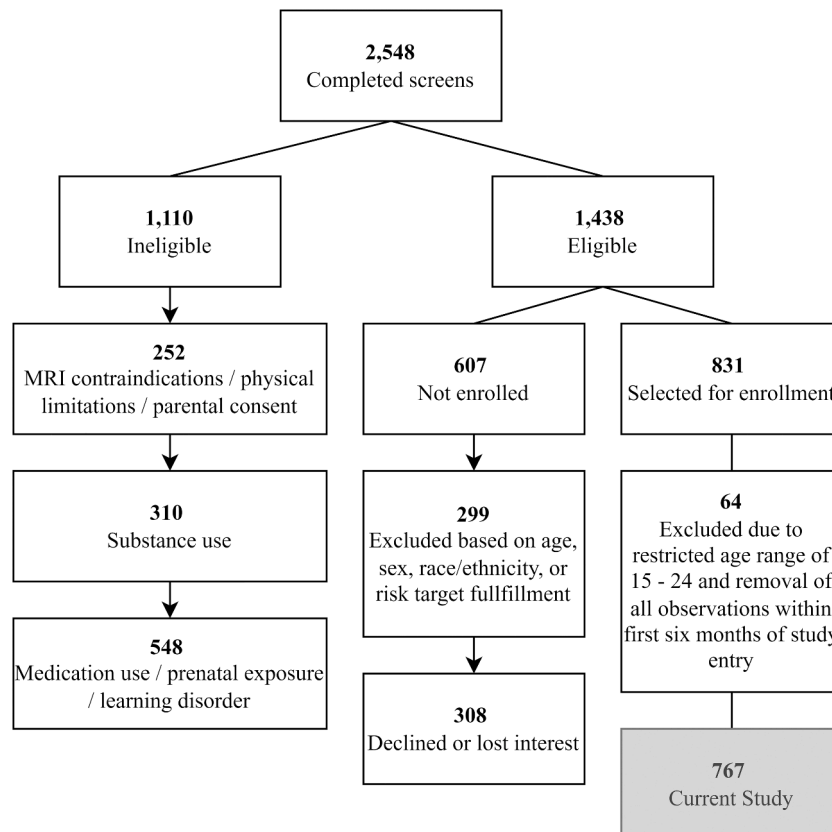 2,548
Completed screens
1,110
Ineligible
1,438
Eligible
252
MRI contraindications / physical
limitations / parental consent
607
Not enrolled
831
Selected for enrollment
310
Substance use
299
Excluded based on age,
sex, race/ethnicity, or
risk target fullfillment
64
Excluded due to
restricted age range of
15 - 24 and removal of
all observations within
first six months of study
entry
548
Medication use / prenatal exposure
/ learning disorder
308
Declined or lost interest
767
Current Study